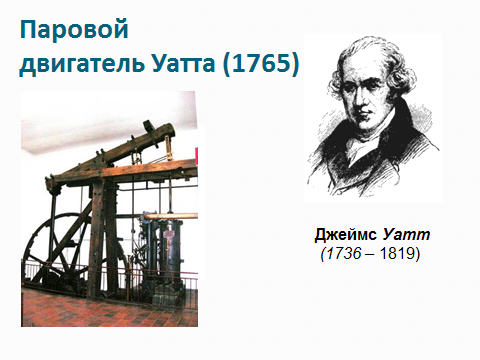 Паровой
двигатель Уатта (1765)
Джеймс Уатт
(1736 – 1819)